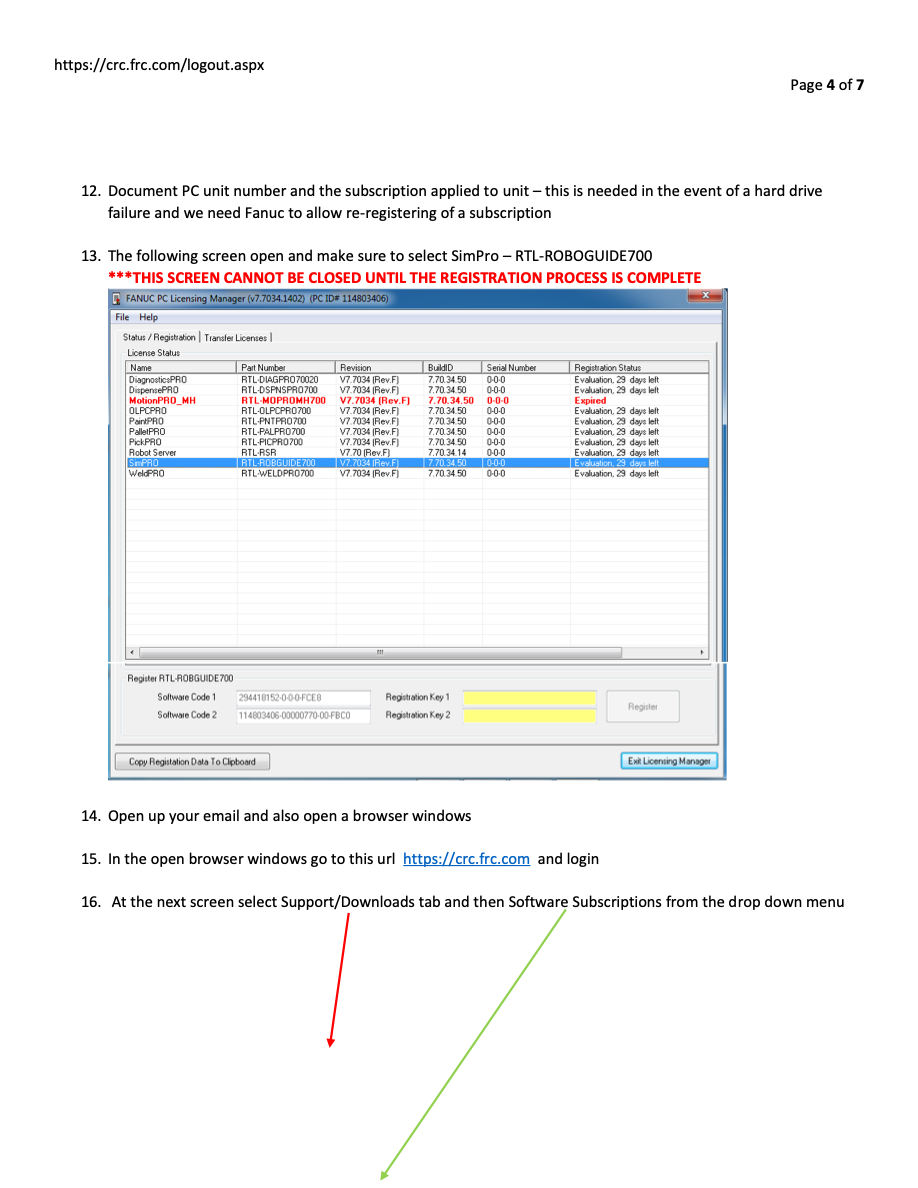 https://crc.frc.com/logout.aspx
Page 4 of 7
12. Document PC unit number and the subscription applied to unit – this is needed in the event of a hard drive
failure and we need Fanuc to allow re-registering of a subscription
13. The following screen open and make sure to select SimPro – RTL-ROBOGUIDE700
***THIS SCREEN CANNOT BE CLOSED UNTIL THE REGISTRATION PROCESS IS COMPLETE
FANUC PC Licensing Manager (v7.7034.1402) (PC ID# 114803406) X
File Help
Status / Registration Transfer Licenses
License Status
Name Part Number Revision BuildID Serial Number Registration Status
DiagnosticsPRO RTL-DIAGPRO70020 V7.7034 (Rev.F) 7.70.34.50 0-0-0 Evaluation, 29 days left
DispensePRO RTL-DSPNSPRO700 V7.7034 (Rev.F) 7.70.34.50 0-0-0 Evaluation, 29 days left
MotionPRO_MH RTL-MOPROMH700 V7.7034 (Rev.F) 7.70.34.50 0-0-0 Expired
OLPCPRO RTL-OLPCPRO700 V7.7034 (Rev.F) 7.70.34.50 0-0-0 Evaluation, 29 days left
PaintPRO RTL-PNTPRO700 V7.7034 (Rev.F) 7.70.34.50 0-0-0 Evaluation, 29 days left
PalletPRO RTL-PALPRO700 V7.7034 (Rev.F) 7.70.34.50 0-0-0 Evaluation, 29 days left
PickPRO RTL-PICPRO700 V7.7034 (Rev.F) 7.70.34.50 0-0-0 Evaluation, 29 days left
Robot Server RTL-RSR V7.70 (Rev.F) 7.70.34.14 0-0-0 Evaluation, 29 days left
SimPRO RTL-ROBGUIDE700 V7.7034 (Rev.F) 7.70.34.50 0-0-0 Evaluation, 29 days left
WeldPRO RTL-WELDPRO700 V7.7034 (Rev.F) 7.70.34.50 0-0-0 Evaluation, 29 days left
Register RTL-ROBGUIDE700
Software Code 1 294418152-0-0-0-FCE8 Registration Key 1
Register
Software Code 2 114803406-00000770-00-FBC0 Registration Key 2
Copy Registation Data To Clipboard Exit Licensing Manager
14. Open up your email and also open a browser windows
15. In the open browser windows go to this url https://crc.frc.com and login
16. At the next screen select Support/Downloads tab and then Software Subscriptions from the drop down menu